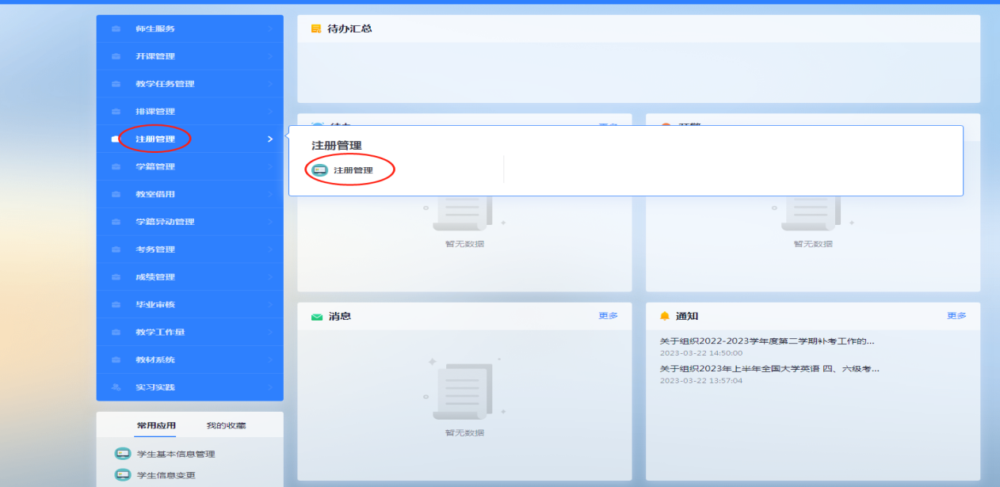 师生服务
开课管理
教学任务管理
排课管理
注册管理
学籍管理
教室借用
学籍异动管理
考务管理
成绩管理
毕业审核
教学工作量
教材系统
实习实践
常用应用 我的收藏
学生基本信息管理
学生信息变更
待办汇总
注册管理
注册管理
暂无数据
暂无数据
消息 更多
暂无数据
通知 更多
关于组织2022-2023学年度第二学期补考工作的...
2023-03-22 14:50:00
关于组织2023年上半年全国大学英语 四、六级考...
2023-03-22 13:57:04